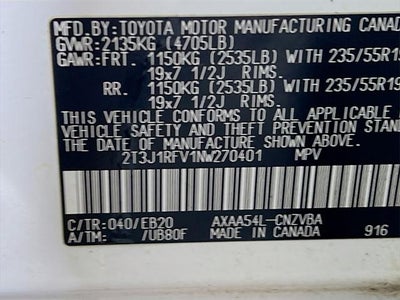 MFD.BY: TOYOTA MOTOR MANUFACTURING CANADA
GVWR: 2135KG (4705LB)
GAWR: FRT. 1150KG (2535LB) WITH 235/55R19
19x7 1/2J RIMS.
RR. 1150KG (2535LB) WITH 235/55R19
19x7 1/2J RIMS.
THIS VEHICLE CONFORMS TO ALL APPLICABLE
SAFETY AND THEFT PREVENTION STANDA
THE DATE OF MANUFACTURE SHOWN ABOVE.
2T3J1RFV1NW270401 MPV
C/TR: 040/EB20 AXAA54L-CNZVBA
A/TM: /UB80F MADE IN CANADA 916